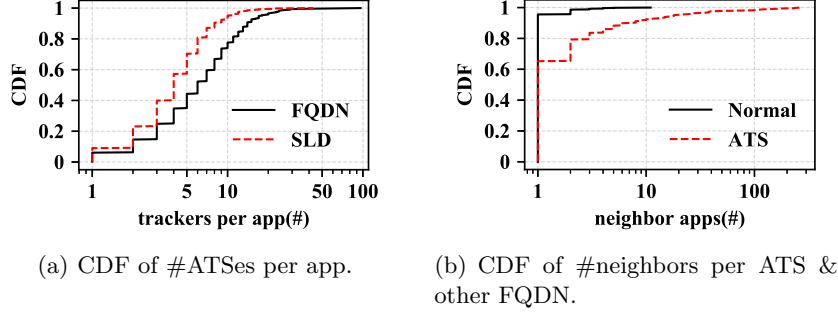 CDF
1
0.8
0.6
0.4
0.2
0
FQDN
SLD
1 5 10 50 100
trackers per app(#)
(a) CDF of #ATSes per app.
CDF
1
0.8
0.6
0.4
0.2
0
Normal
ATS
1 10 100
neighbor apps(#)
(b) CDF of #neighbors per ATS &
other FQDN.